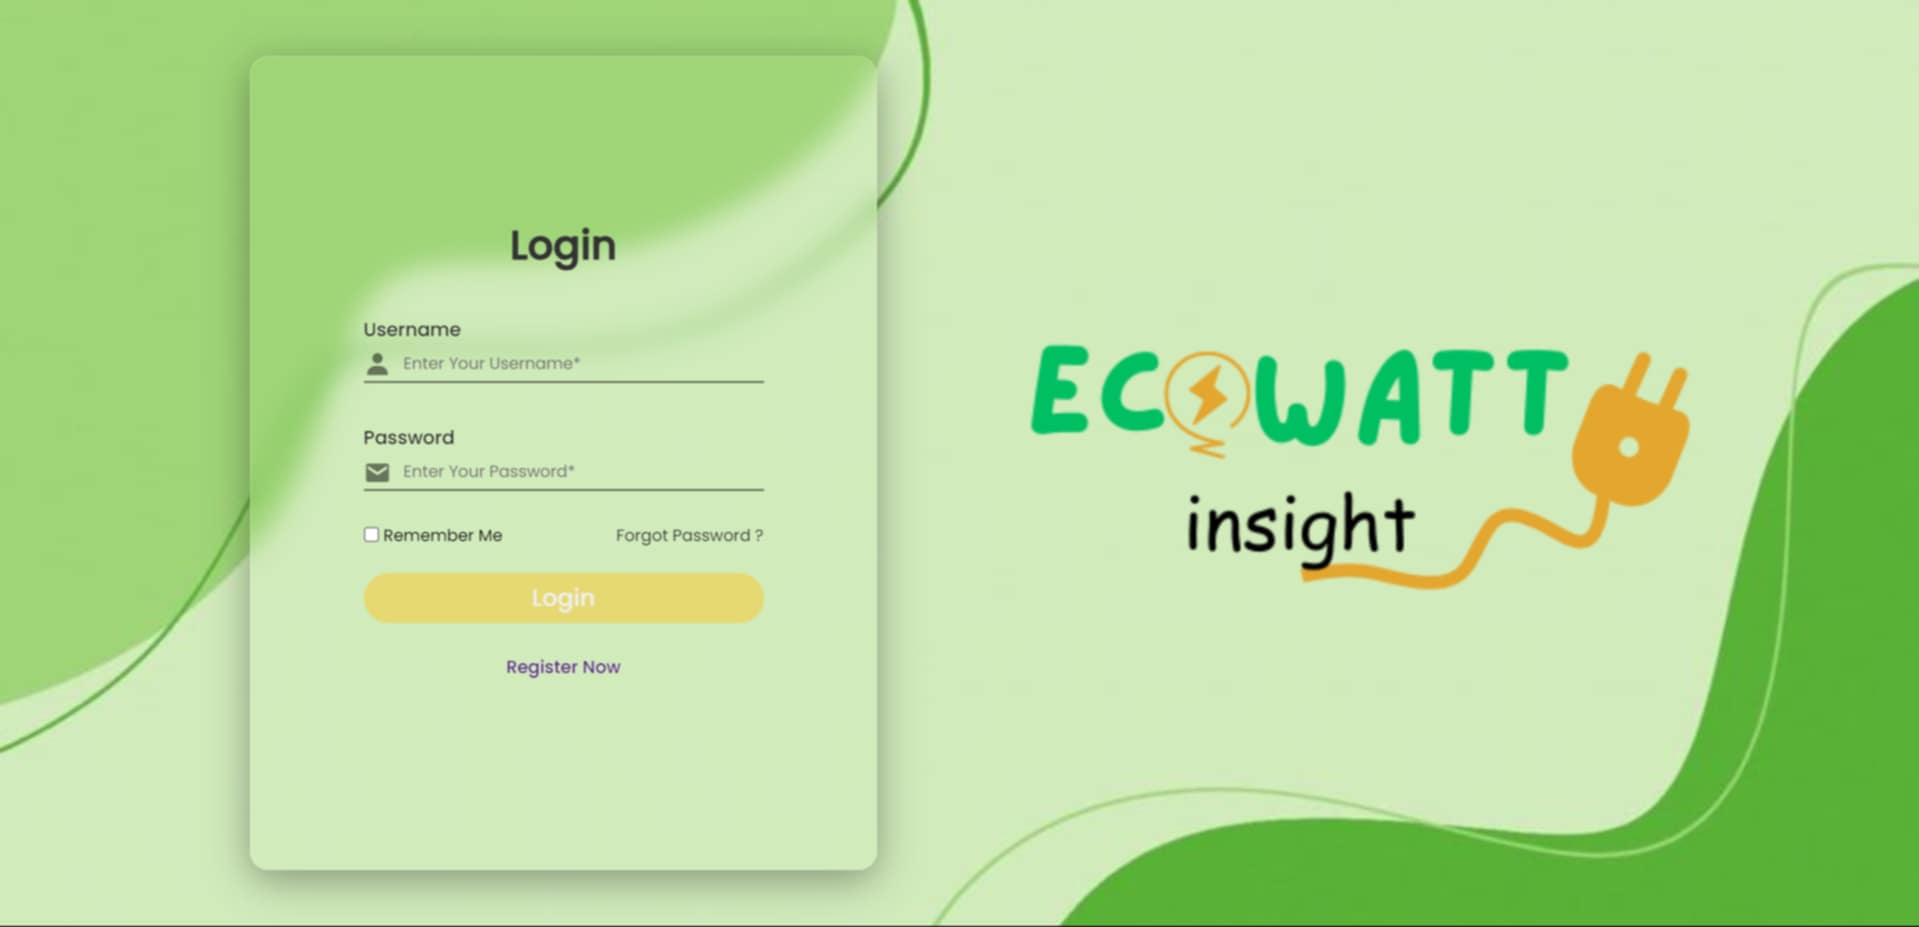 Login
Username
Enter Your Username*
Password
Enter Your Password*
Remember Me Forgot Password ?
Login
Register Now
ECOWATT
insight